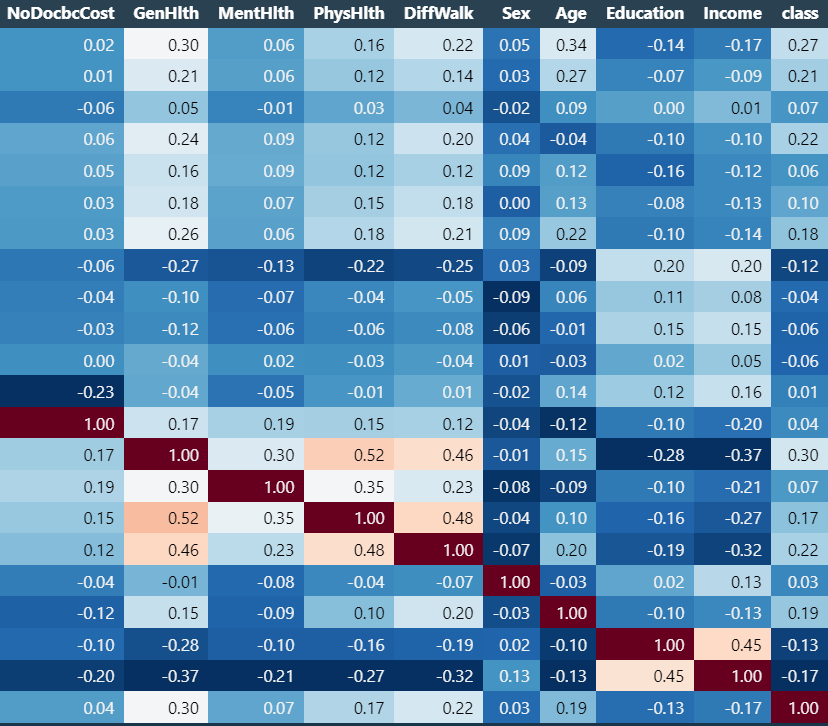 NoDocbcCost GenHlth MentHlth PhysHlth DiffWalk Sex Age Education Income class
0.02 0.30 0.06 0.16 0.22 0.05 0.34 -0.14 -0.17 0.27
0.01 0.21 0.06 0.12 0.14 0.03 0.27 -0.07 -0.09 0.21
-0.06 0.05 -0.01 0.03 0.04 -0.02 0.09 0.00 0.01 0.07
0.06 0.24 0.09 0.12 0.20 0.04 -0.04 -0.10 -0.10 0.22
0.05 0.16 0.09 0.12 0.12 0.09 0.12 -0.16 -0.12 0.06
0.03 0.18 0.07 0.15 0.18 0.00 0.13 -0.08 -0.13 0.10
0.03 0.26 0.06 0.18 0.21 0.09 0.22 -0.10 -0.14 0.18
-0.06 -0.27 -0.13 -0.22 -0.25 0.03 -0.09 0.20 0.20 -0.12
-0.04 -0.10 -0.07 -0.04 -0.05 -0.09 0.06 0.11 0.08 -0.04
-0.03 -0.12 -0.06 -0.06 -0.08 -0.06 -0.01 0.15 0.15 -0.06
0.00 -0.04 0.02 -0.03 -0.04 0.01 -0.03 0.02 0.05 -0.06
-0.23 -0.04 -0.05 -0.01 0.01 -0.02 0.14 0.12 0.16 0.01
1.00 0.17 0.19 0.15 0.12 -0.04 -0.12 -0.10 -0.20 0.04
0.17 1.00 0.30 0.52 0.46 -0.01 0.15 -0.28 -0.37 0.30
0.19 0.30 1.00 0.35 0.23 -0.08 -0.09 -0.10 -0.21 0.07
0.15 0.52 0.35 1.00 0.48 -0.04 0.10 -0.16 -0.27 0.17
0.12 0.46 0.23 0.48 1.00 -0.07 0.20 -0.19 -0.32 0.22
-0.04 -0.01 -0.08 -0.04 -0.07 1.00 -0.03 0.02 0.13 0.03
-0.12 0.15 -0.09 0.10 0.20 -0.03 1.00 -0.10 -0.13 0.19
-0.10 -0.28 -0.10 -0.16 -0.19 0.02 -0.10 1.00 0.45 -0.13
-0.20 -0.37 -0.21 -0.27 -0.32 0.13 -0.13 0.45 1.00 -0.17
0.04 0.30 0.07 0.17 0.22 0.03 0.19 -0.13 -0.17 1.00